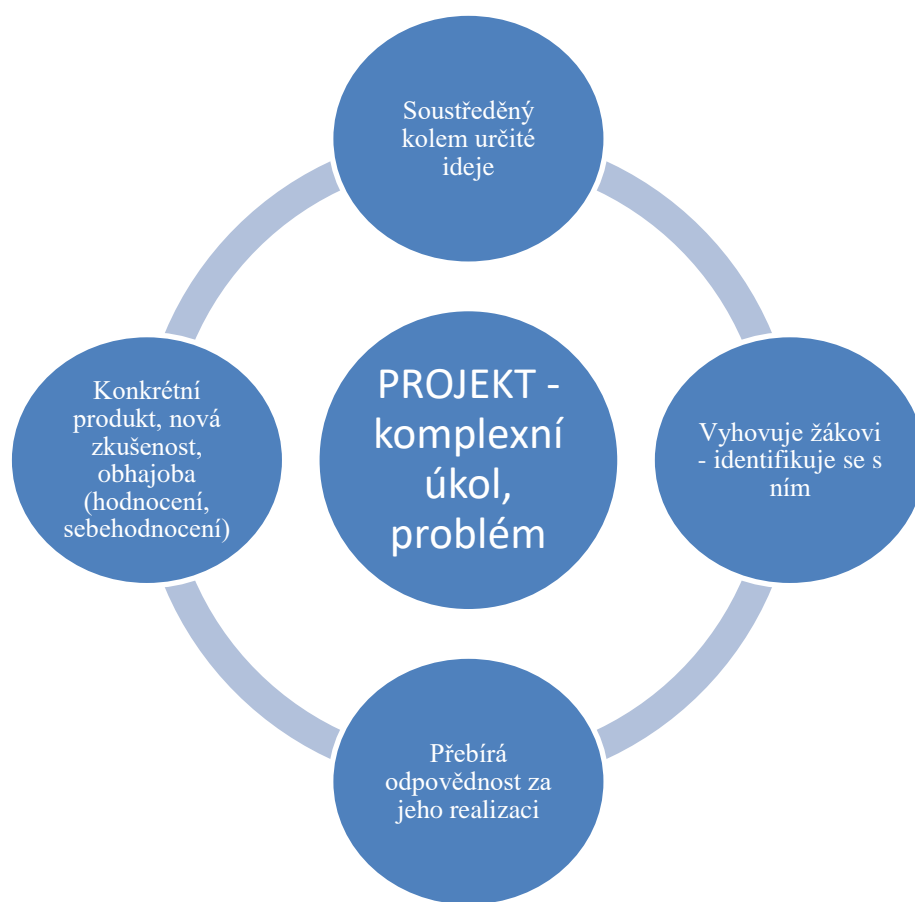 Soustředěný
kolem určité
ideje
Konkrétní
produkt, nová
zkušenost,
obhajoba
(hodnocení,
sebehodnocení)
PROJEKT -
komplexní
úkol,
problém
Vyhovuje žákovi
- identifikuje se s
ním
Přebírá
odpovědnost za
jeho realizaci